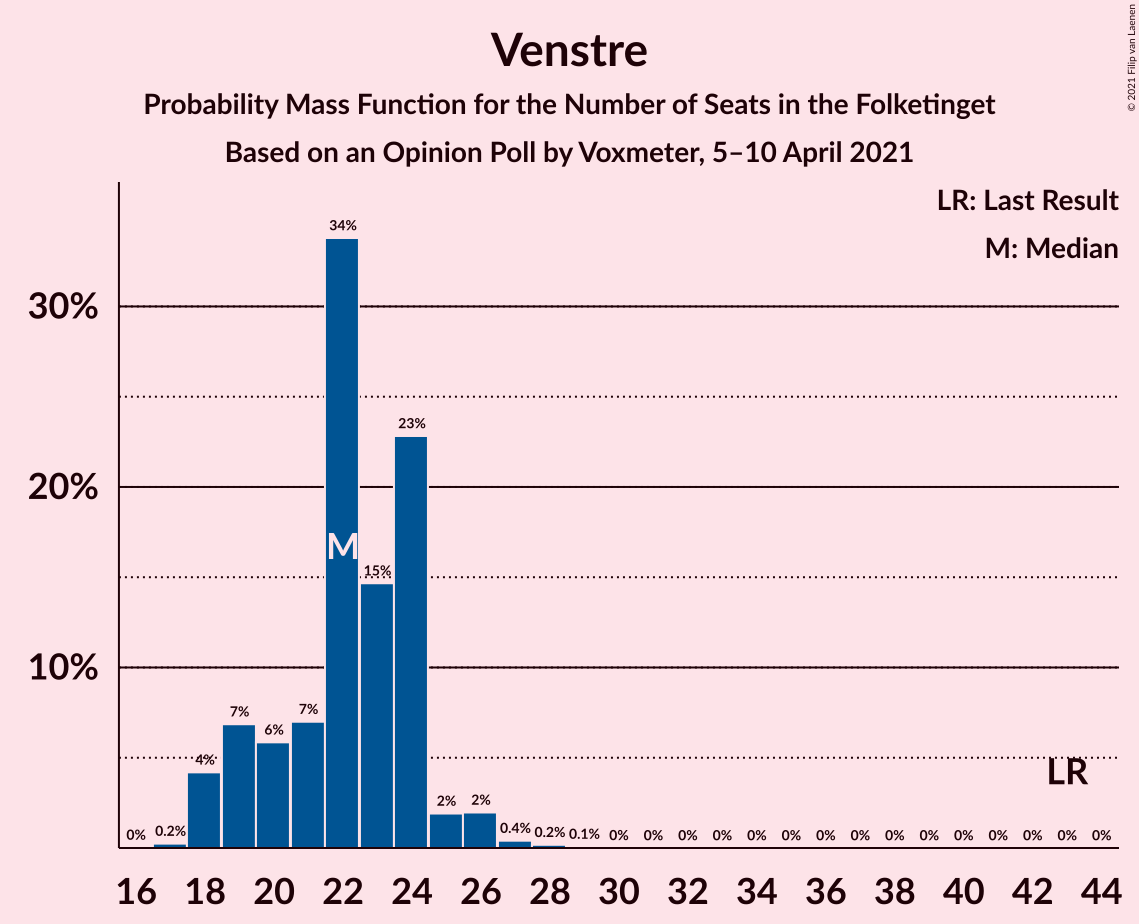 Venstre
Probability Mass Function for the Number of Seats in the Folketinget
Based on an Opinion Poll by Voxmeter, 5–10 April 2021
© 2021 Filip van Laenen
LR: Last Result
M: Median
34%
30%
23%
20%
M
15%
10%
7% 6% 7%
4%
LR
2% 2%
0% 0.2% 0.4% 0.2% 0.1% 0% 0% 0% 0% 0% 0% 0% 0% 0% 0% 0% 0% 0% 0% 0%
16 18 20 22 24 26 28 30 32 34 36 38 40 42 44